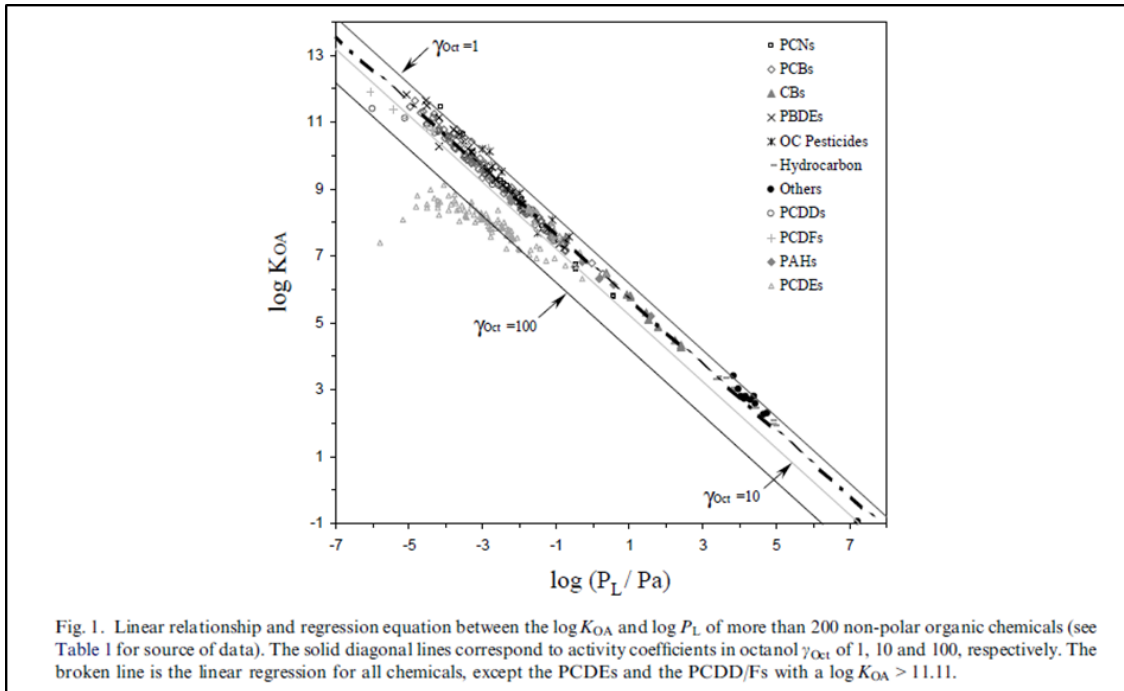 13
11
9
7
5
3
1
-1
-7
-5
-3
-1
1
3
5
7
log KOA
log (PL / Pa)
γOct =1
γOct =100
γOct =10
PCNs
PCBs
CBs
PBDEs
OC Pesticides
Hydrocarbon
Others
PCDDs
PCDFs
PAHs
PCDEs
Fig. 1. Linear relationship and regression equation between the log KOA and log PL of more than 200 non-polar organic chemicals (see
Table 1 for source of data). The solid diagonal lines correspond to activity coefficients in octanol γOct of 1, 10 and 100, respectively. The
broken line is the linear regression for all chemicals, except the PCDEs and the PCDD/Fs with a log KOA > 11.11.